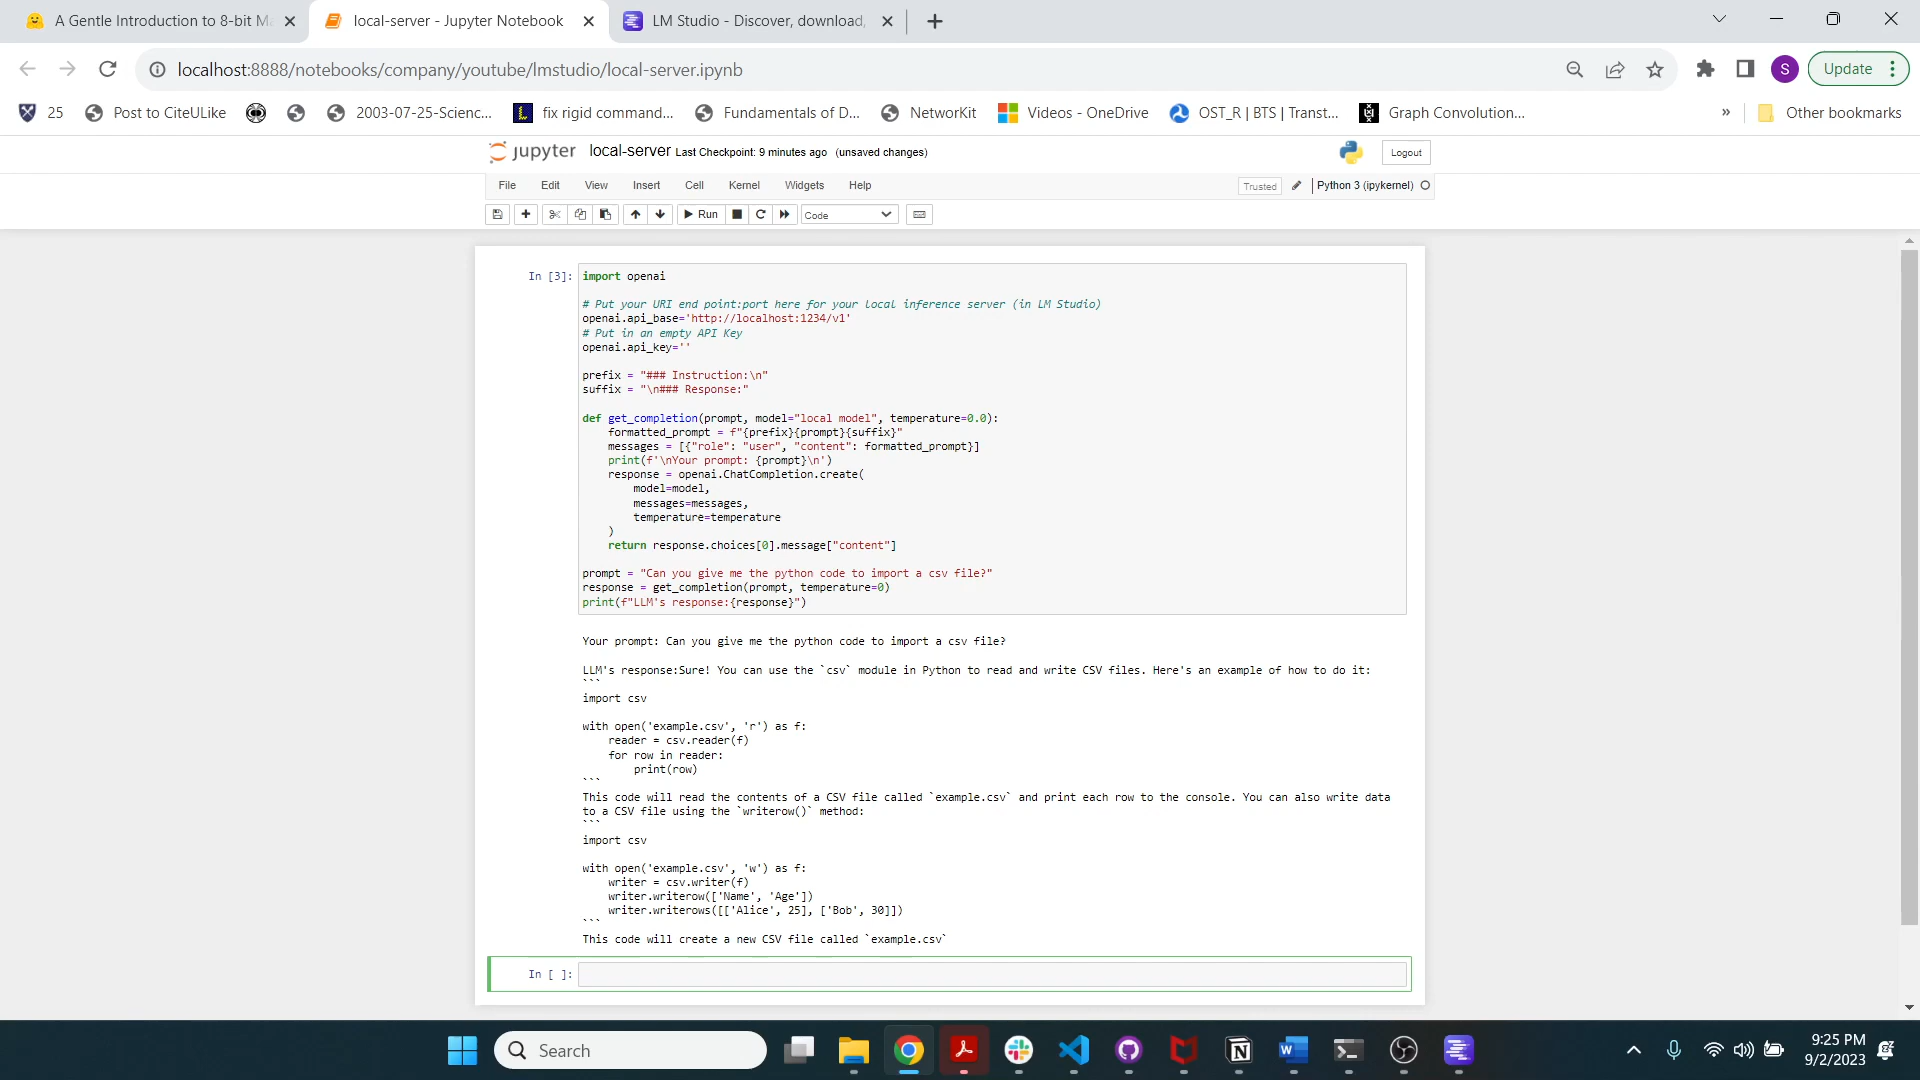 A Gentle Introduction to 8-bit Ma
local-server - Jupyter Notebook
LM Studio - Discover, download,
localhost:8888/notebooks/company/youtube/lmstudio/local-server.ipynb
S
Update
25
Post to CiteULike
2003-07-25-Scienc...
fix rigid command...
Fundamentals of D...
NetworKit
Videos - OneDrive
OST_R | BTS | Transt...
Graph Convolution...
»
Other bookmarks
jupyter local-server Last Checkpoint: 9 minutes ago (unsaved changes)
Logout
File Edit View Insert Cell Kernel Widgets Help
Trusted
Python 3 (ipykernel)
Run
Code
In [3]: import openai
# Put your URI end point:port here for your local inference server (in LM Studio)
openai.api_base='http://localhost:1234/v1'
# Put in an empty API Key
openai.api_key=''
prefix = "### Instruction:\n"
suffix = "\n### Response:"
def get_completion(prompt, model="local model", temperature=0.0):
    formatted_prompt = f"{prefix}{prompt}{suffix}"
    messages = [{"role": "user", "content": formatted_prompt}]
    print(f'\nYour prompt: {prompt}\n')
    response = openai.ChatCompletion.create(
        model=model,
        messages=messages,
        temperature=temperature
    )
    return response.choices[0].message["content"]
prompt = "Can you give me the python code to import a csv file?"
response = get_completion(prompt, temperature=0)
print(f"LLM's response:{response}")
Your prompt: Can you give me the python code to import a csv file?
LLM's response:Sure! You can use the `csv` module in Python to read and write CSV files. Here's an example of how to do it:
```
import csv
with open('example.csv', 'r') as f:
    reader = csv.reader(f)
    for row in reader:
        print(row)
```
This code will read the contents of a CSV file called `example.csv` and print each row to the console. You can also write data
to a CSV file using the `writerow()` method:
```
import csv
with open('example.csv', 'w') as f:
    writer = csv.writer(f)
    writer.writerow(['Name', 'Age'])
    writer.writerows([['Alice', 25], ['Bob', 30]])
```
This code will create a new CSV file called `example.csv`
In [ ]:
Search
9:25 PM
9/2/2023